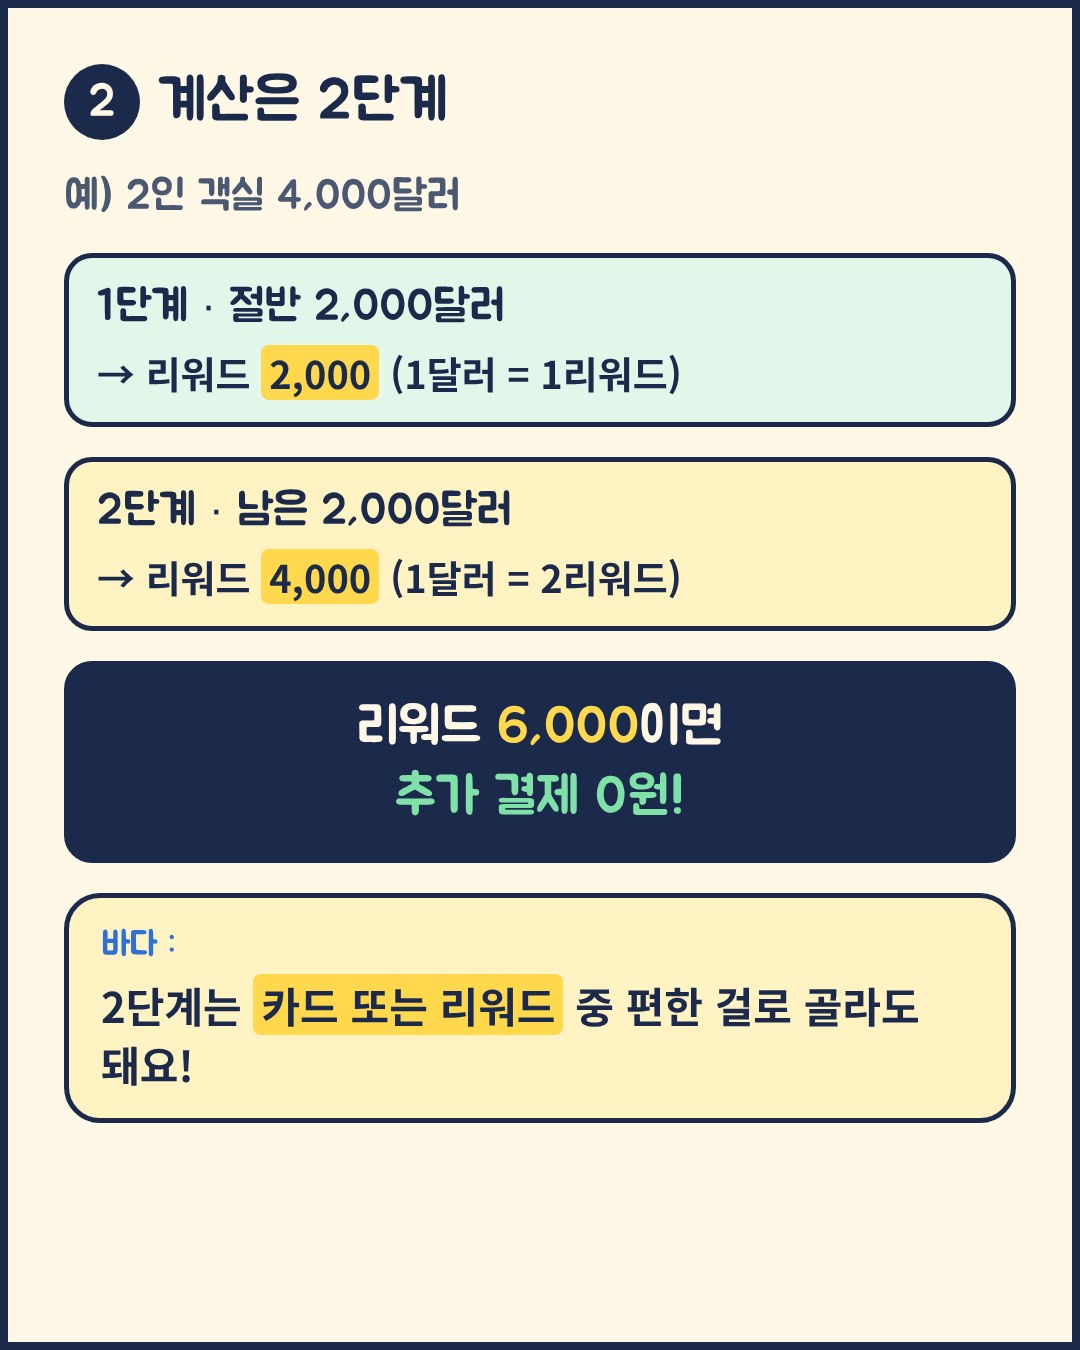 2 계산은 2단계
예) 2인 객실 4,000달러
1단계 · 절반 2,000달러
→ 리워드 2,000 (1달러 = 1리워드)
2단계 · 남은 2,000달러
→ 리워드 4,000 (1달러 = 2리워드)
리워드 6,000이면
추가 결제 0원!
바다 :
2단계는 카드 또는 리워드 중 편한 걸로 골라도
돼요!